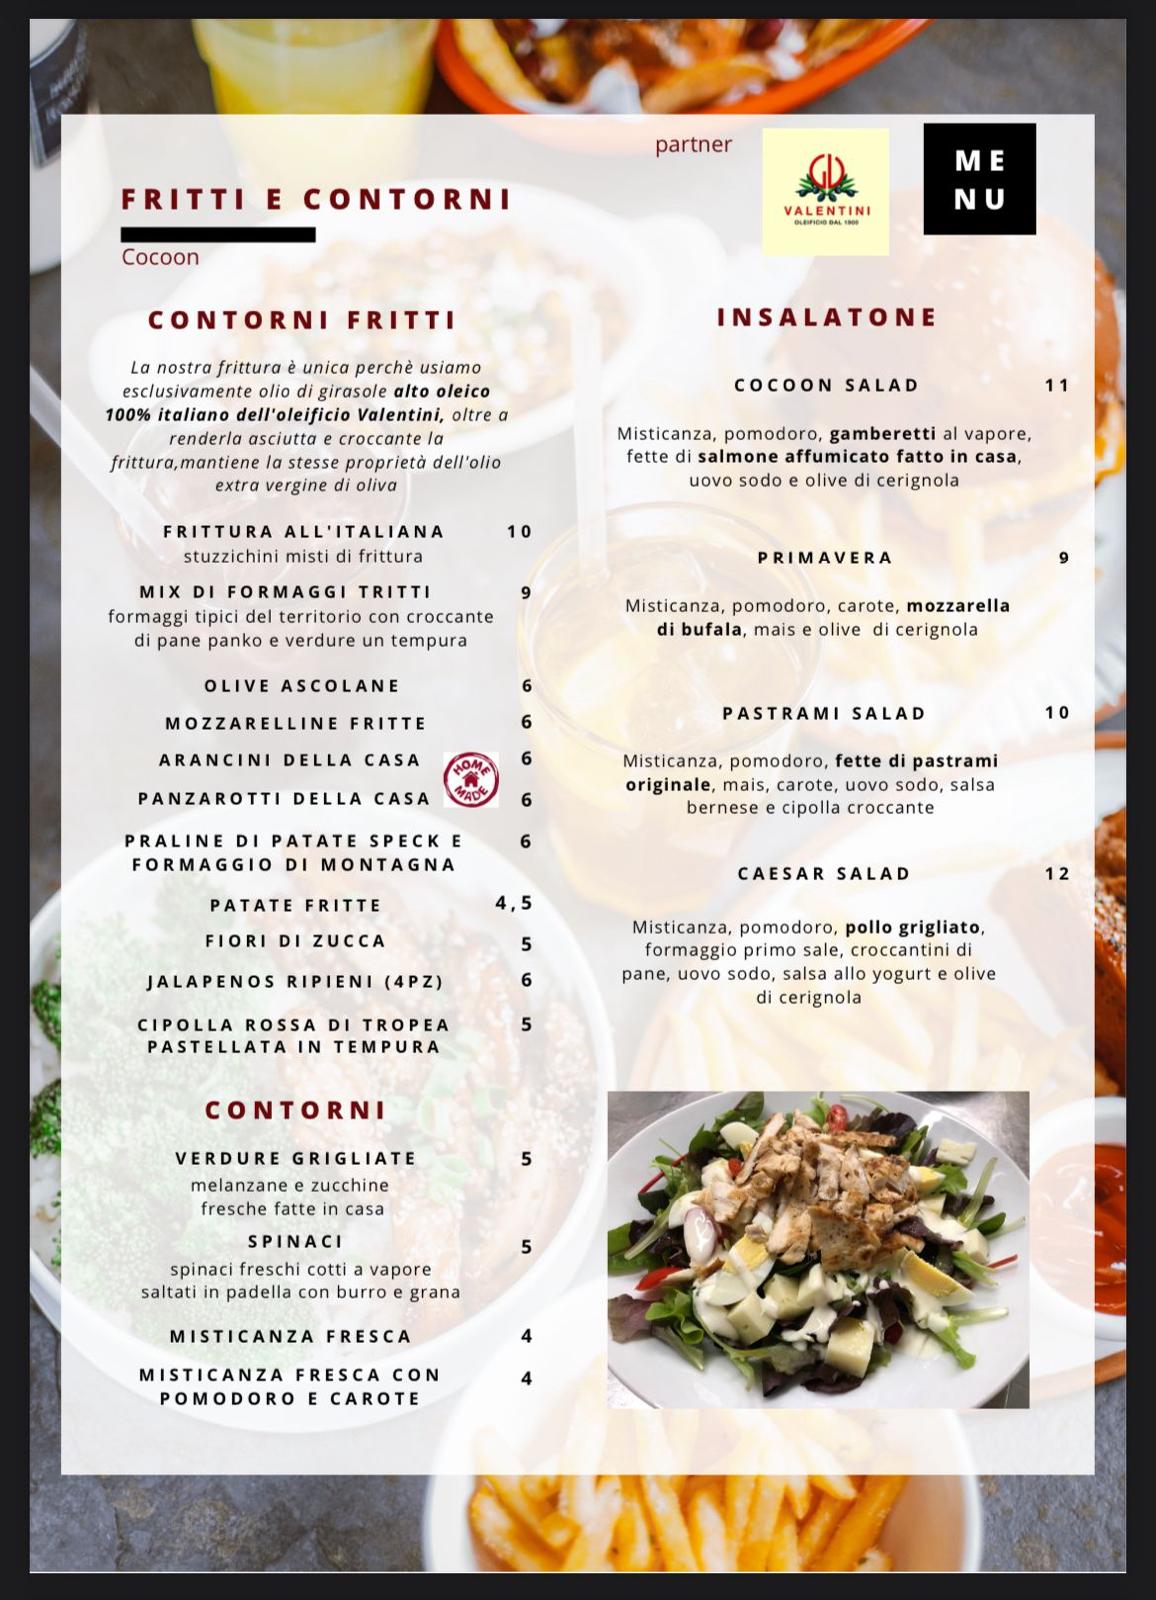 partner
VALENTINI
OLEIFICIO DAL 1900
ME
NU
FRITTI E CONTORNI
Cocoon
CONTORNI FRITTI
La nostra frittura è unica perchè usiamo
esclusivamente olio di girasole alto oleico
100% italiano dell'oleificio Valentini, oltre a
renderla asciutta e croccante la
frittura,mantiene la stesse proprietà dell'olio
extra vergine di oliva
FRITTURA ALL'ITALIANA 10
stuzzichini misti di frittura
MIX DI FORMAGGI TRITTI 9
formaggi tipici del territorio con croccante
di pane panko e verdure un tempura
OLIVE ASCOLANE 6
MOZZARELLINE FRITTE 6
ARANCINI DELLA CASA 6
HOME
MADE
PANZAROTTI DELLA CASA 6
PRALINE DI PATATE SPECK E 6
FORMAGGIO DI MONTAGNA
PATATE FRITTE 4,5
FIORI DI ZUCCA 5
JALAPENOS RIPIENI (4PZ) 6
CIPOLLA ROSSA DI TROPEA 5
PASTELLATA IN TEMPURA
CONTORNI
VERDURE GRIGLIATE 5
melanzane e zucchine
fresche fatte in casa
SPINACI 5
spinaci freschi cotti a vapore
saltati in padella con burro e grana
MISTICANZA FRESCA 4
MISTICANZA FRESCA CON 4
POMODORO E CAROTE
INSALATONE
COCOON SALAD 11
Misticanza, pomodoro, gamberetti al vapore,
fette di salmone affumicato fatto in casa,
uovo sodo e olive di cerignola
PRIMAVERA 9
Misticanza, pomodoro, carote, mozzarella
di bufala, mais e olive di cerignola
PASTRAMI SALAD 10
Misticanza, pomodoro, fette di pastrami
originale, mais, carote, uovo sodo, salsa
bernese e cipolla croccante
CAESAR SALAD 12
Misticanza, pomodoro, pollo grigliato,
formaggio primo sale, croccantini di
pane, uovo sodo, salsa allo yogurt e olive
di cerignola